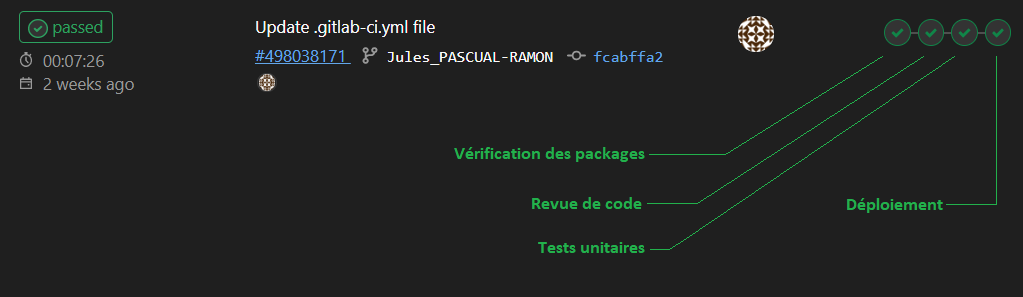 passed
Update .gitlab-ci.yml file
00:07:26
#498038171 Jules_PASCUAL-RAMON fcabffa2
2 weeks ago
Vérification des packages
Revue de code
Déploiement
Tests unitaires